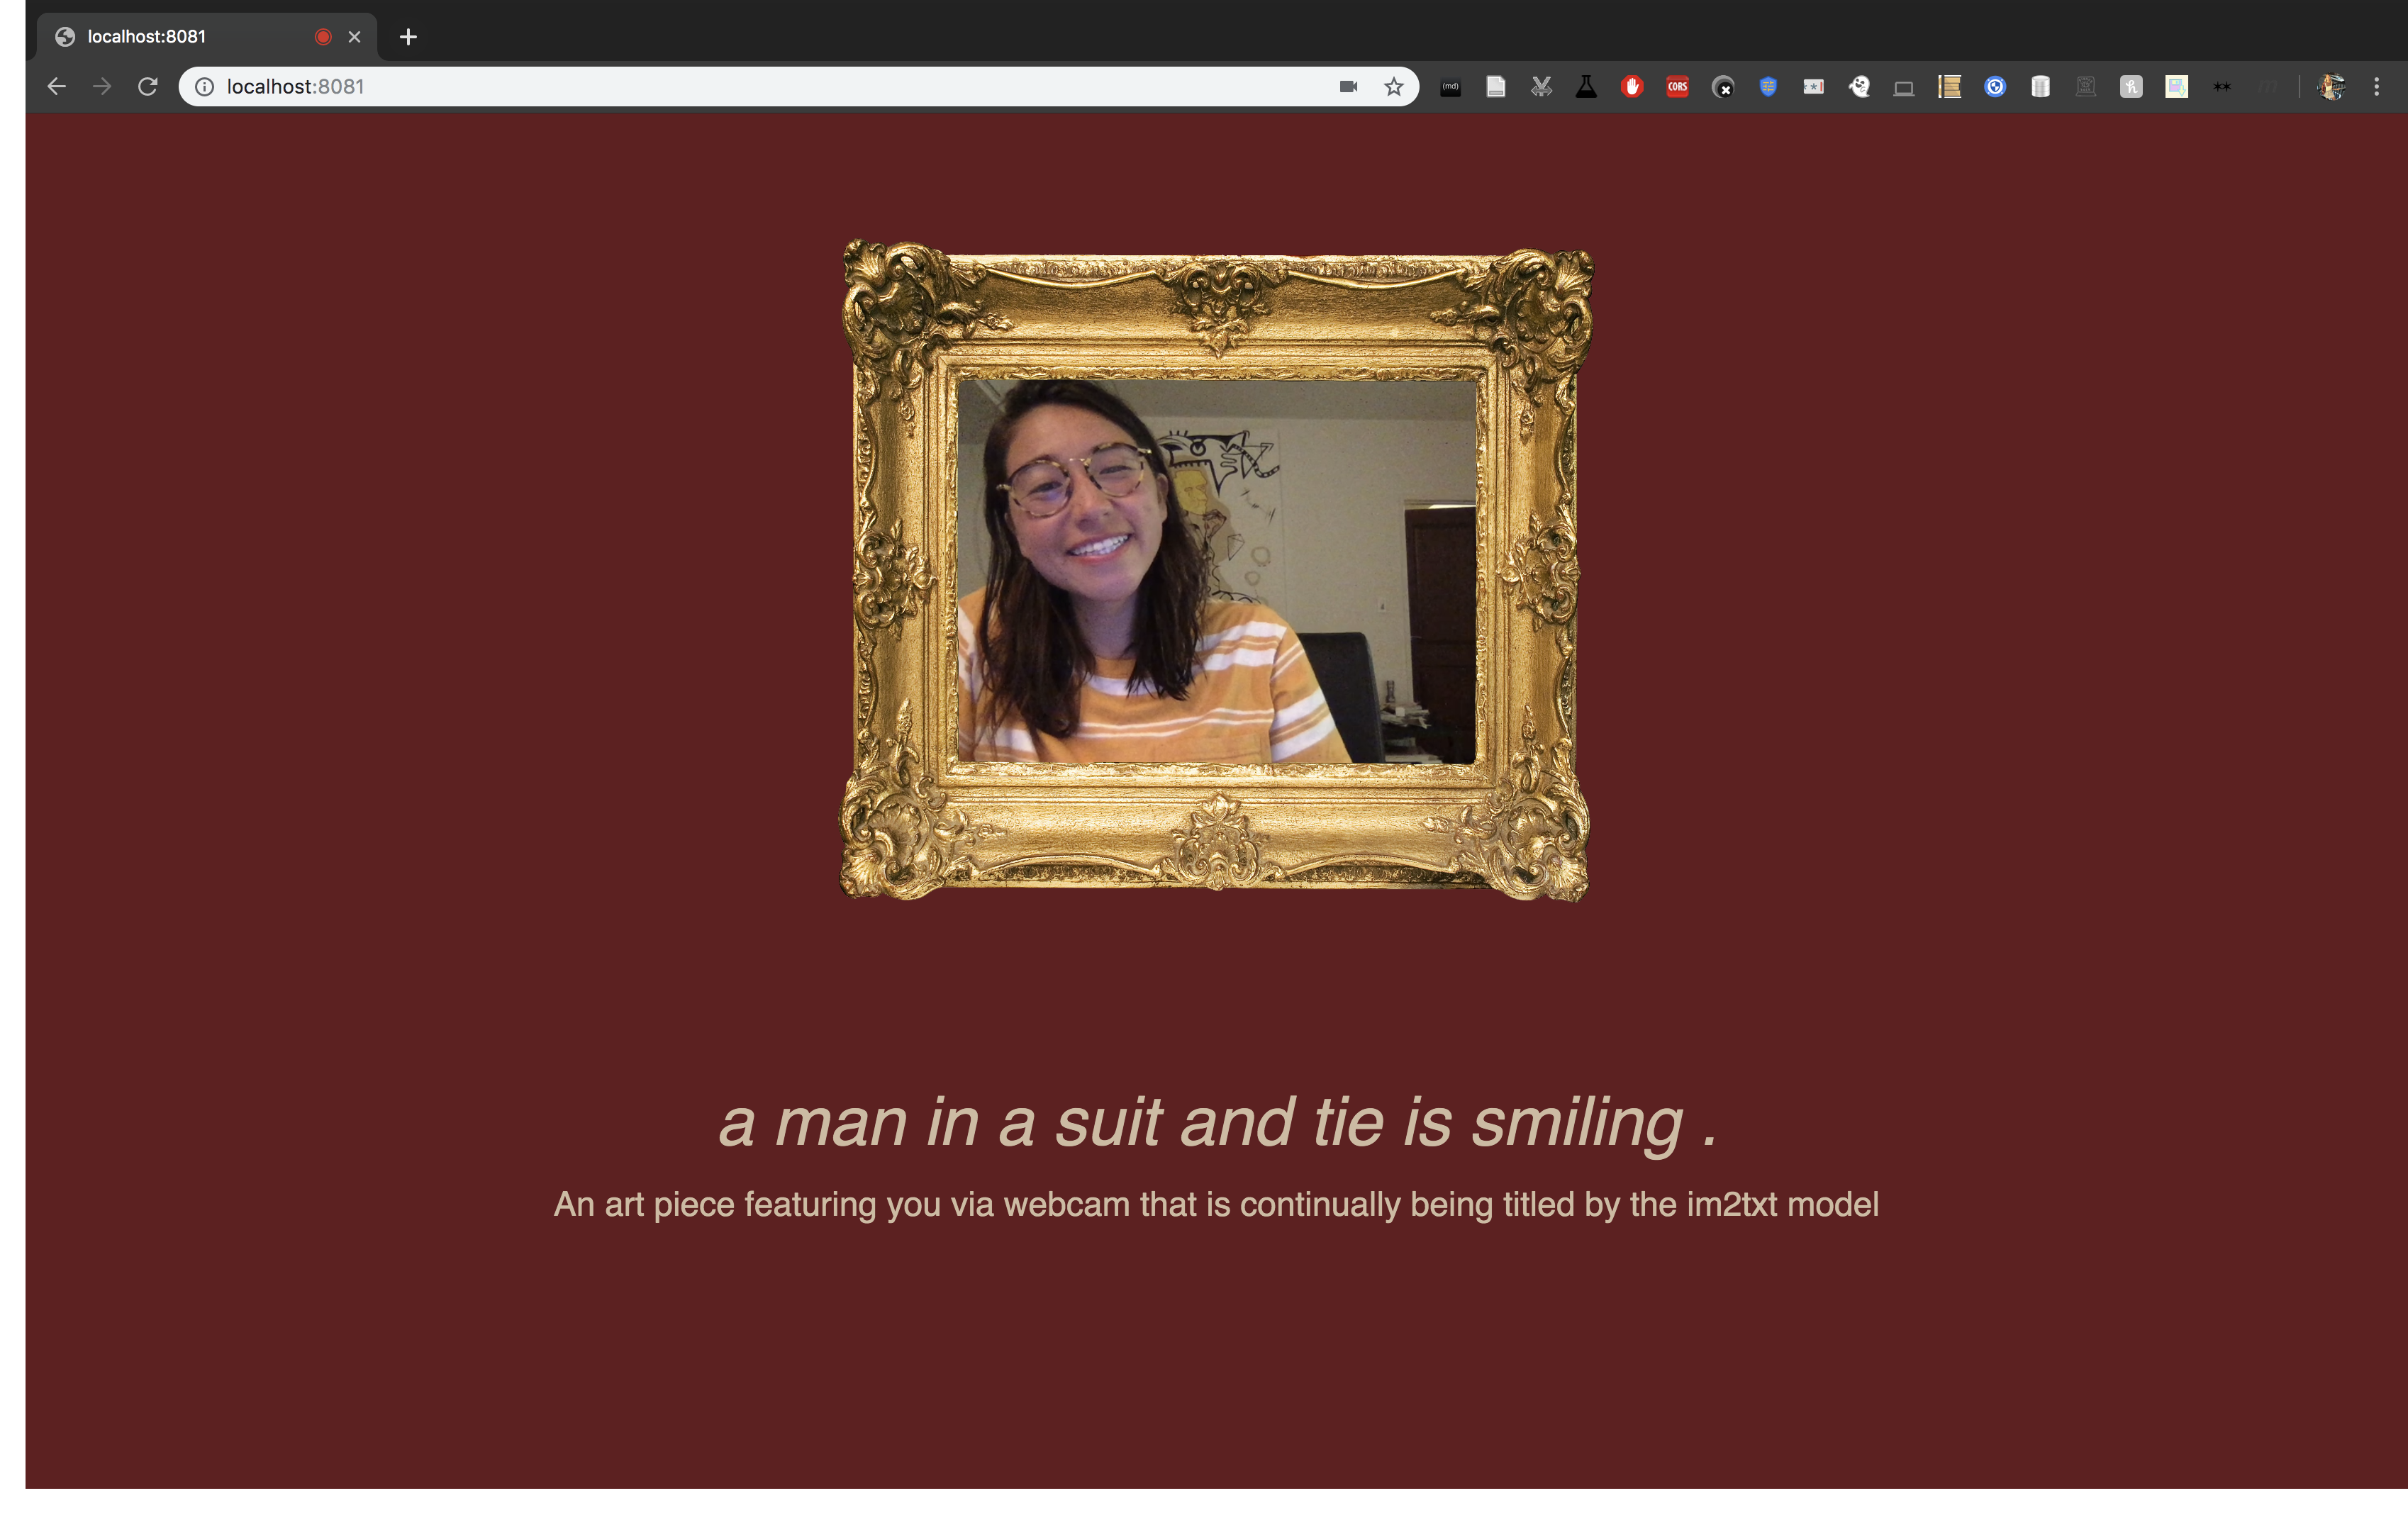 localhost:8081
localhost:8081
(md)
CORS
a man in a suit and tie is smiling .
An art piece featuring you via webcam that is continually being titled by the im2txt model